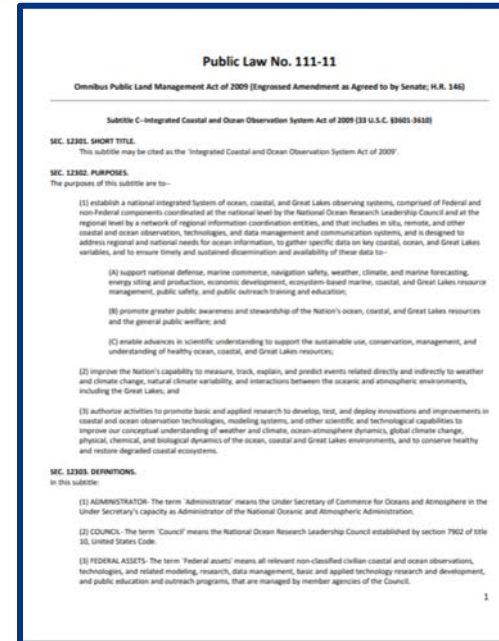 Public Law No. 111-11
Omnibus Public Land Management Act of 2009 (Engrossed Amendment as Agreed to by Senate; H.R. 146)
Subtitle C--Integrated Coastal and Ocean Observation System Act of 2009 (33 U.S.C. §3601-3610)
SEC. 12301. SHORT TITLE.
This subtitle may be cited as the 'Integrated Coastal and Ocean Observation System Act of 2009'.
SEC. 12302. PURPOSES.
The purposes of this subtitle are to--
(1) establish a national integrated System of ocean, coastal, and Great Lakes observing systems, comprised of Federal and
non-Federal components coordinated at the national level by the National Ocean Research Leadership Council and at the
regional level by a network of regional information coordination entities, and that includes in situ, remote, and other
coastal and ocean observation, technologies, and data management and communication systems, and is designed to
address regional and national needs for ocean information, to gather specific data on key coastal, ocean, and Great Lakes
variables, and to ensure timely and sustained dissemination and availability of these data to--
(A) support national defense, marine commerce, navigation safety, weather, climate, and marine forecasting,
energy siting and production, economic development, ecosystem-based marine, coastal, and Great Lakes resource
management, public safety, and public outreach training and education;
(B) promote greater public awareness and stewardship of the Nation's ocean, coastal, and Great Lakes resources
and the general public welfare; and
(C) enable advances in scientific understanding to support the sustainable use, conservation, management, and
understanding of healthy ocean, coastal, and Great Lakes resources;
(2) improve the Nation's capability to measure, track, explain, and predict events related directly and indirectly to weather
and climate change, natural climate variability, and interactions between the oceanic and atmospheric environments,
including the Great Lakes; and
(3) authorize activities to promote basic and applied research to develop, test, and deploy innovations and improvements in
coastal and ocean observation technologies, modeling systems, and other scientific and technological capabilities to
improve our conceptual understanding of weather and climate, ocean-atmosphere dynamics, global climate change,
physical, chemical, and biological dynamics of the ocean, coastal and Great Lakes environments, and to conserve healthy
and restore degraded coastal ecosystems.
SEC. 12303. DEFINITIONS.
In this subtitle:
(1) ADMINISTRATOR- The term `Administrator' means the Under Secretary of Commerce for Oceans and Atmosphere in the
Under Secretary's capacity as Administrator of the National Oceanic and Atmospheric Administration.
(2) COUNCIL- The term `Council' means the National Ocean Research Leadership Council established by section 7902 of title
10, United States Code.
(3) FEDERAL ASSETS- The term `Federal assets' means all relevant non-classified civilian coastal and ocean observations,
technologies, and related modeling, research, data management, basic and applied technology research and development,
and public education and outreach programs, that are managed by member agencies of the Council.
1